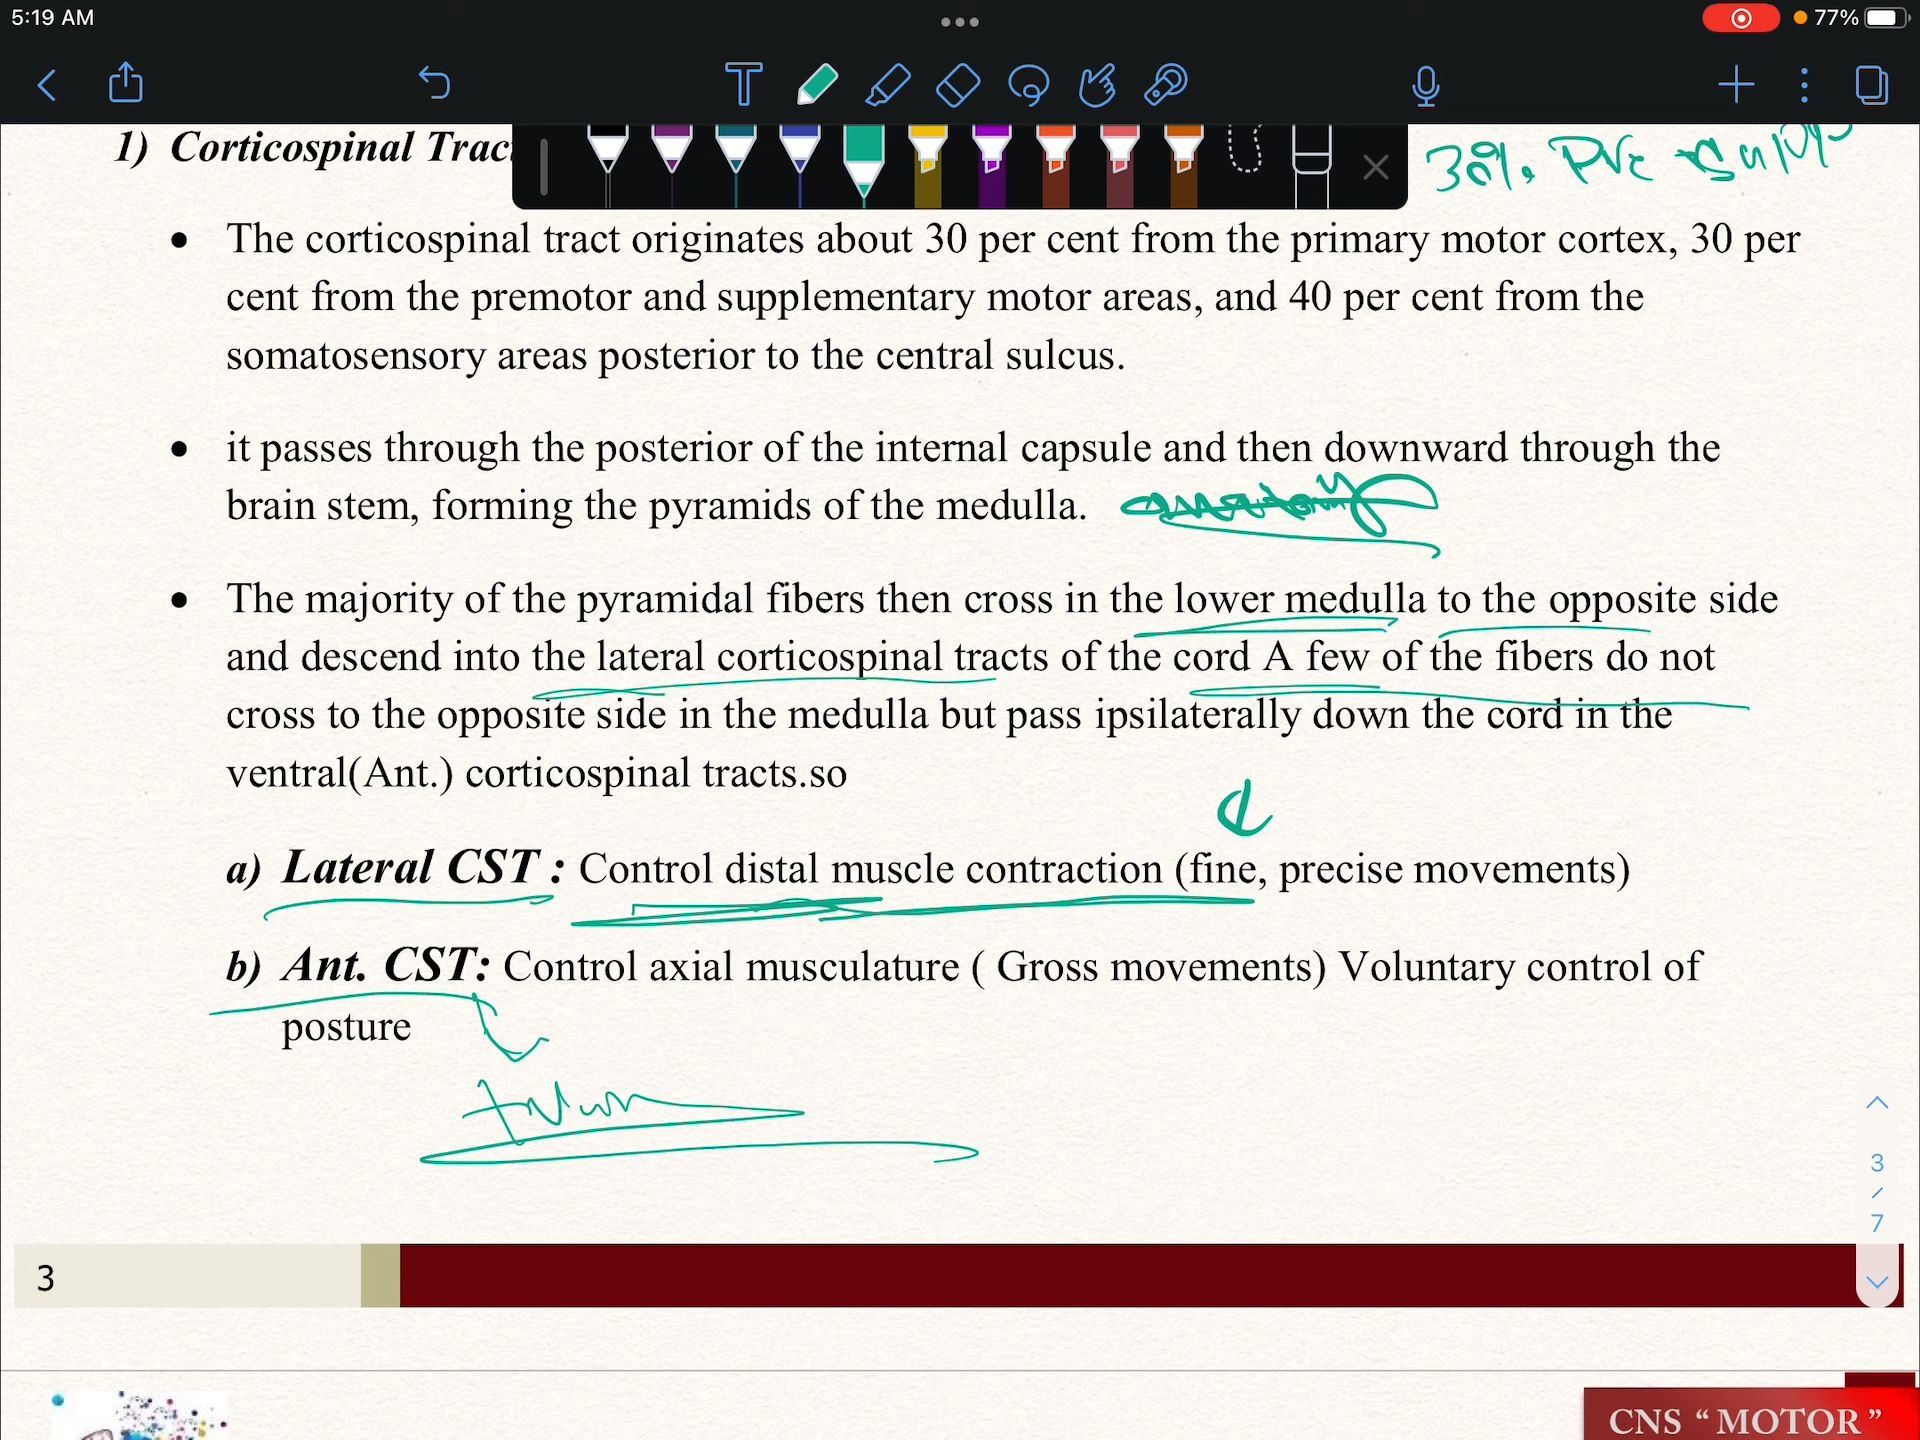 5:19 AM
77%
1) Corticospinal Trac
30%
The corticospinal tract originates about 30 per cent from the primary motor cortex, 30 per
cent from the premotor and supplementary motor areas, and 40 per cent from the
somatosensory areas posterior to the central sulcus.
it passes through the posterior of the internal capsule and then downward through the
brain stem, forming the pyramids of the medulla.
The majority of the pyramidal fibers then cross in the lower medulla to the opposite side
and descend into the lateral corticospinal tracts of the cord A few of the fibers do not
cross to the opposite side in the medulla but pass ipsilaterally down the cord in the
ventral(Ant.) corticospinal tracts.so
a) Lateral CST : Control distal muscle contraction (fine, precise movements)
b) Ant. CST: Control axial musculature ( Gross movements) Voluntary control of
posture
3
/
7
3
CNS “ MOTOR ”